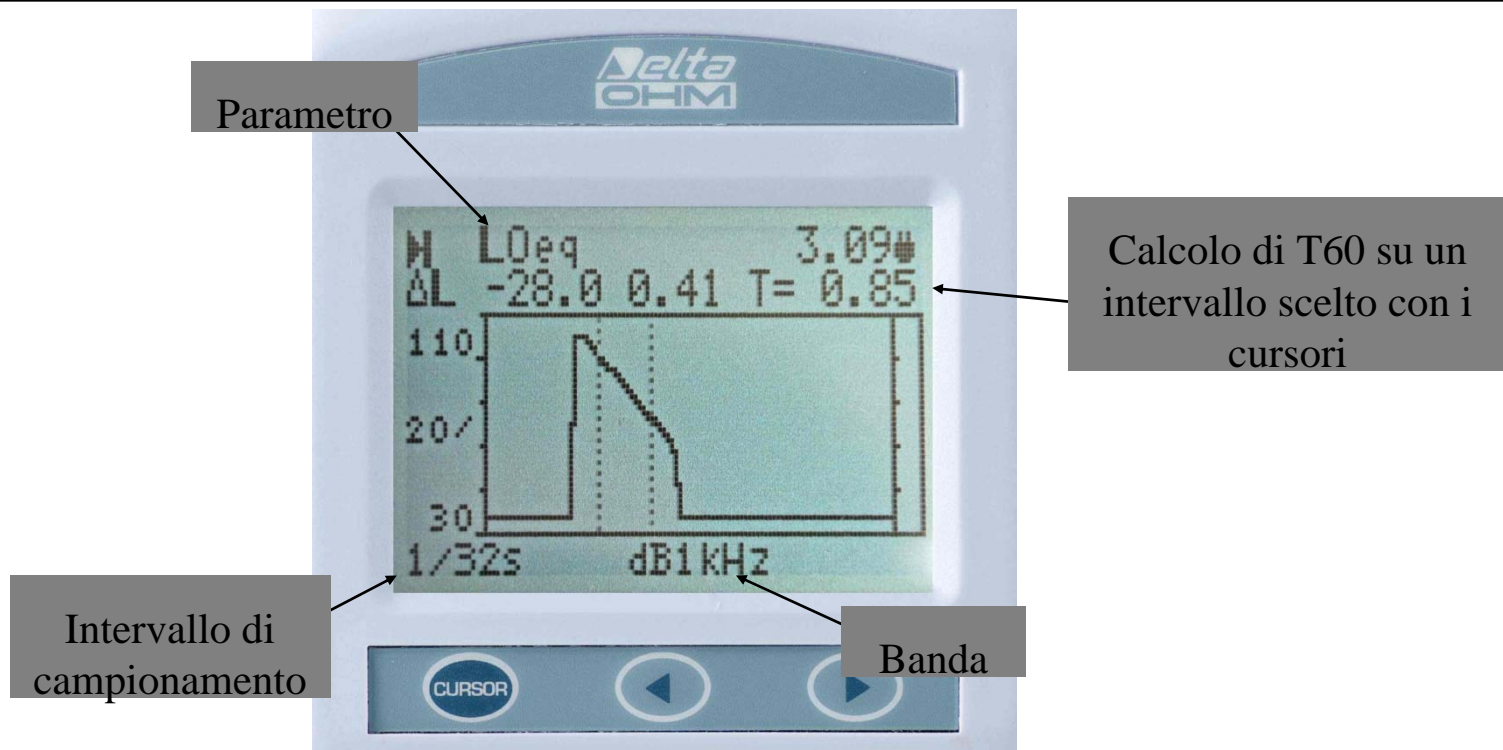 Delta
OHM
Parametro
LOeq 3.09
ΔL -28.0 0.41 T= 0.85
Calcolo di T60 su un
intervallo scelto con i
cursori
110
20/
30
1/32s dB1kHz
Intervallo di
campionamento
Banda
CURSOR